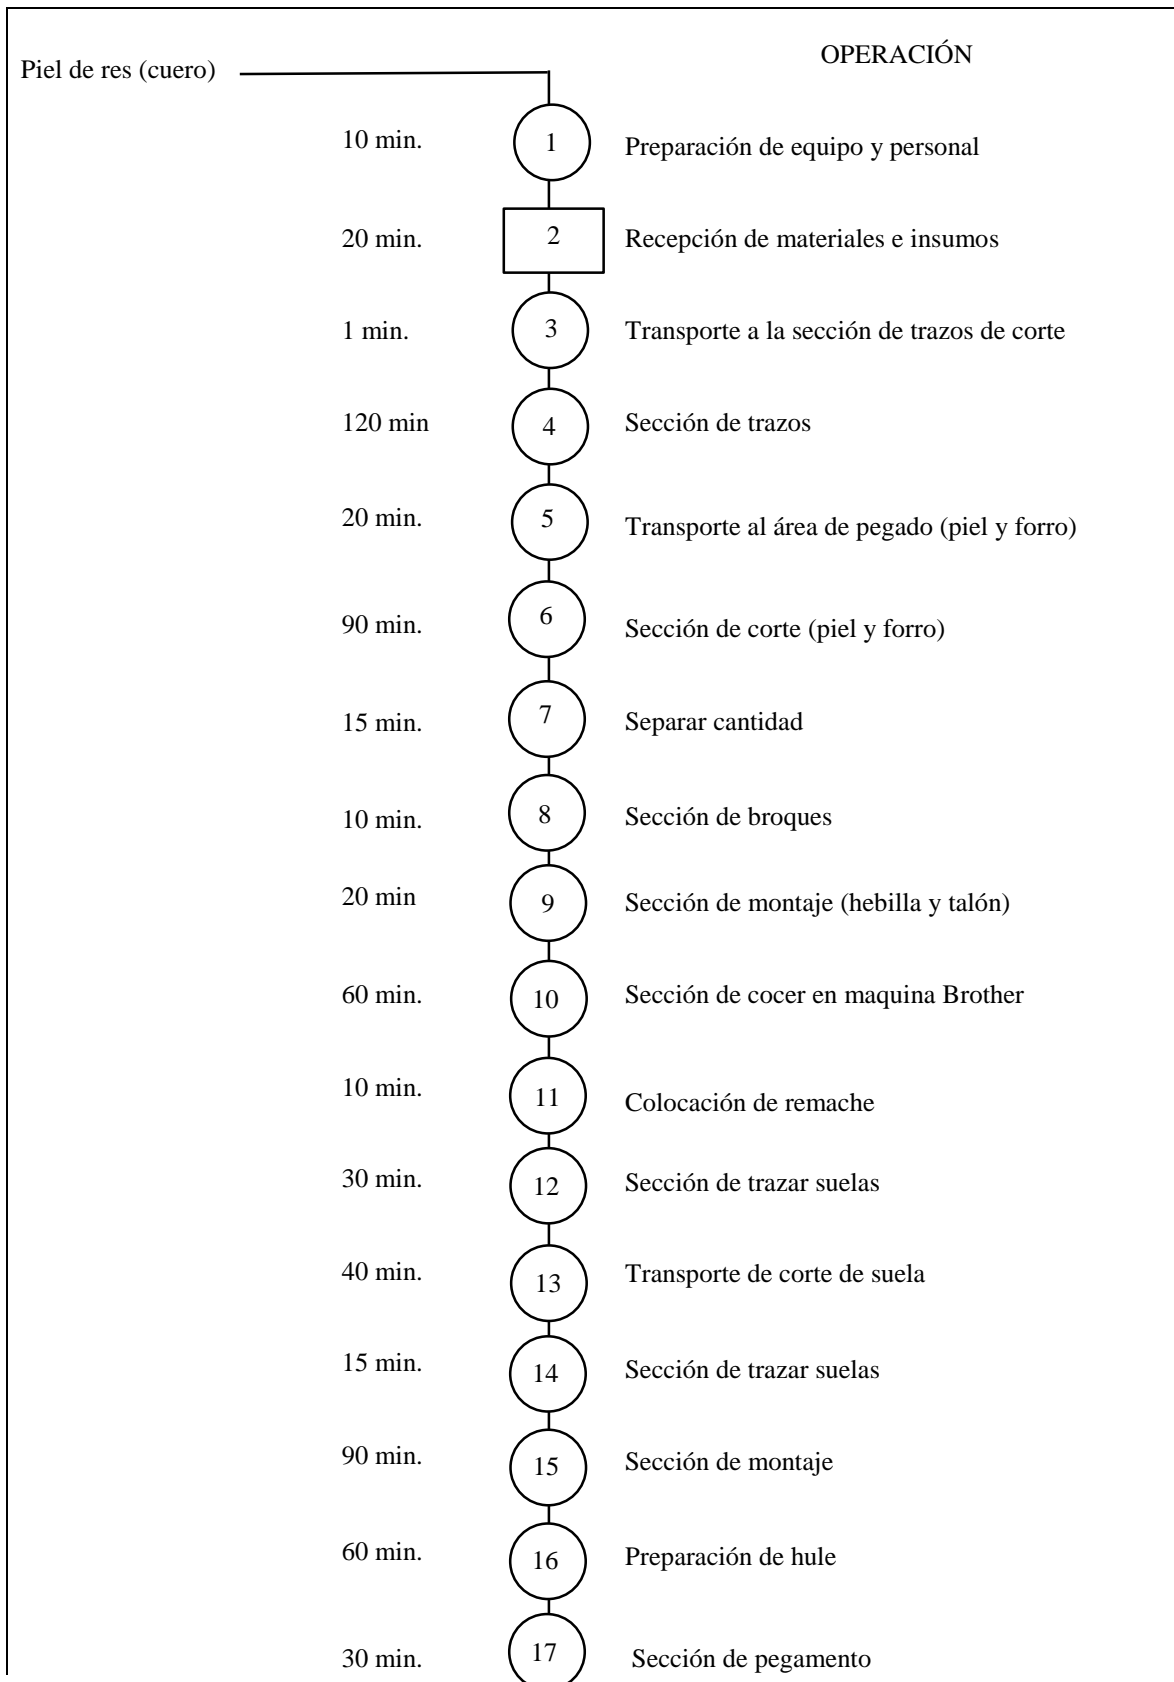 OPERACIÓN
Piel de res (cuero)
10 min. 1 Preparación de equipo y personal
20 min. 2 Recepción de materiales e insumos
1 min. 3 Transporte a la sección de trazos de corte
120 min 4 Sección de trazos
20 min. 5 Transporte al área de pegado (piel y forro)
90 min. 6 Sección de corte (piel y forro)
15 min. 7 Separar cantidad
10 min. 8 Sección de broques
20 min 9 Sección de montaje (hebilla y talón)
60 min. 10 Sección de cocer en maquina Brother
10 min. 11 Colocación de remache
30 min. 12 Sección de trazar suelas
40 min. 13 Transporte de corte de suela
15 min. 14 Sección de trazar suelas
90 min. 15 Sección de montaje
60 min. 16 Preparación de hule
30 min. 17 Sección de pegamento